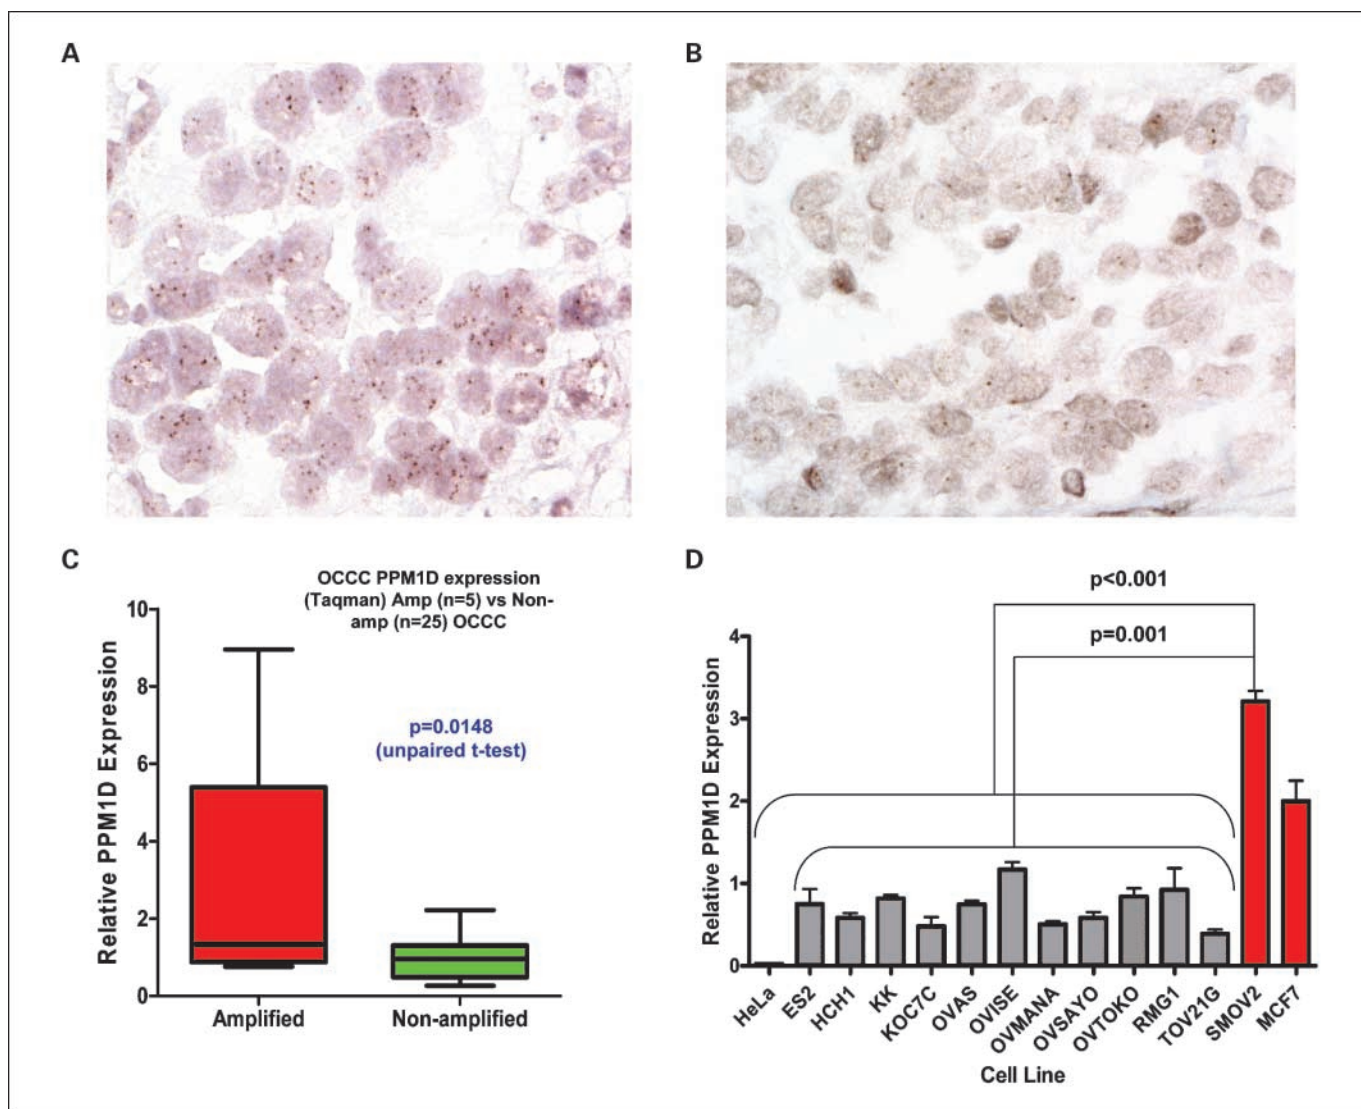 A
B
C
OCCC PPM1D expression
(Taqman) Amp (n=5) vs Non-
amp (n=25) OCCC
p=0.0148
(unpaired t-test)
Relative PPM1D Expression
10
8
6
4
2
0
Amplified
Non-amplified
D
p<0.001
p=0.001
Relative PPM1D Expression
4
3
2
1
0
HeLa
ES2
HCH1
KK
KOC7C
OVAS
OVISE
OVMANA
OVSAYO
OVTOKO
RMG1
TOV21G
SMOV2
MCF7
Cell Line